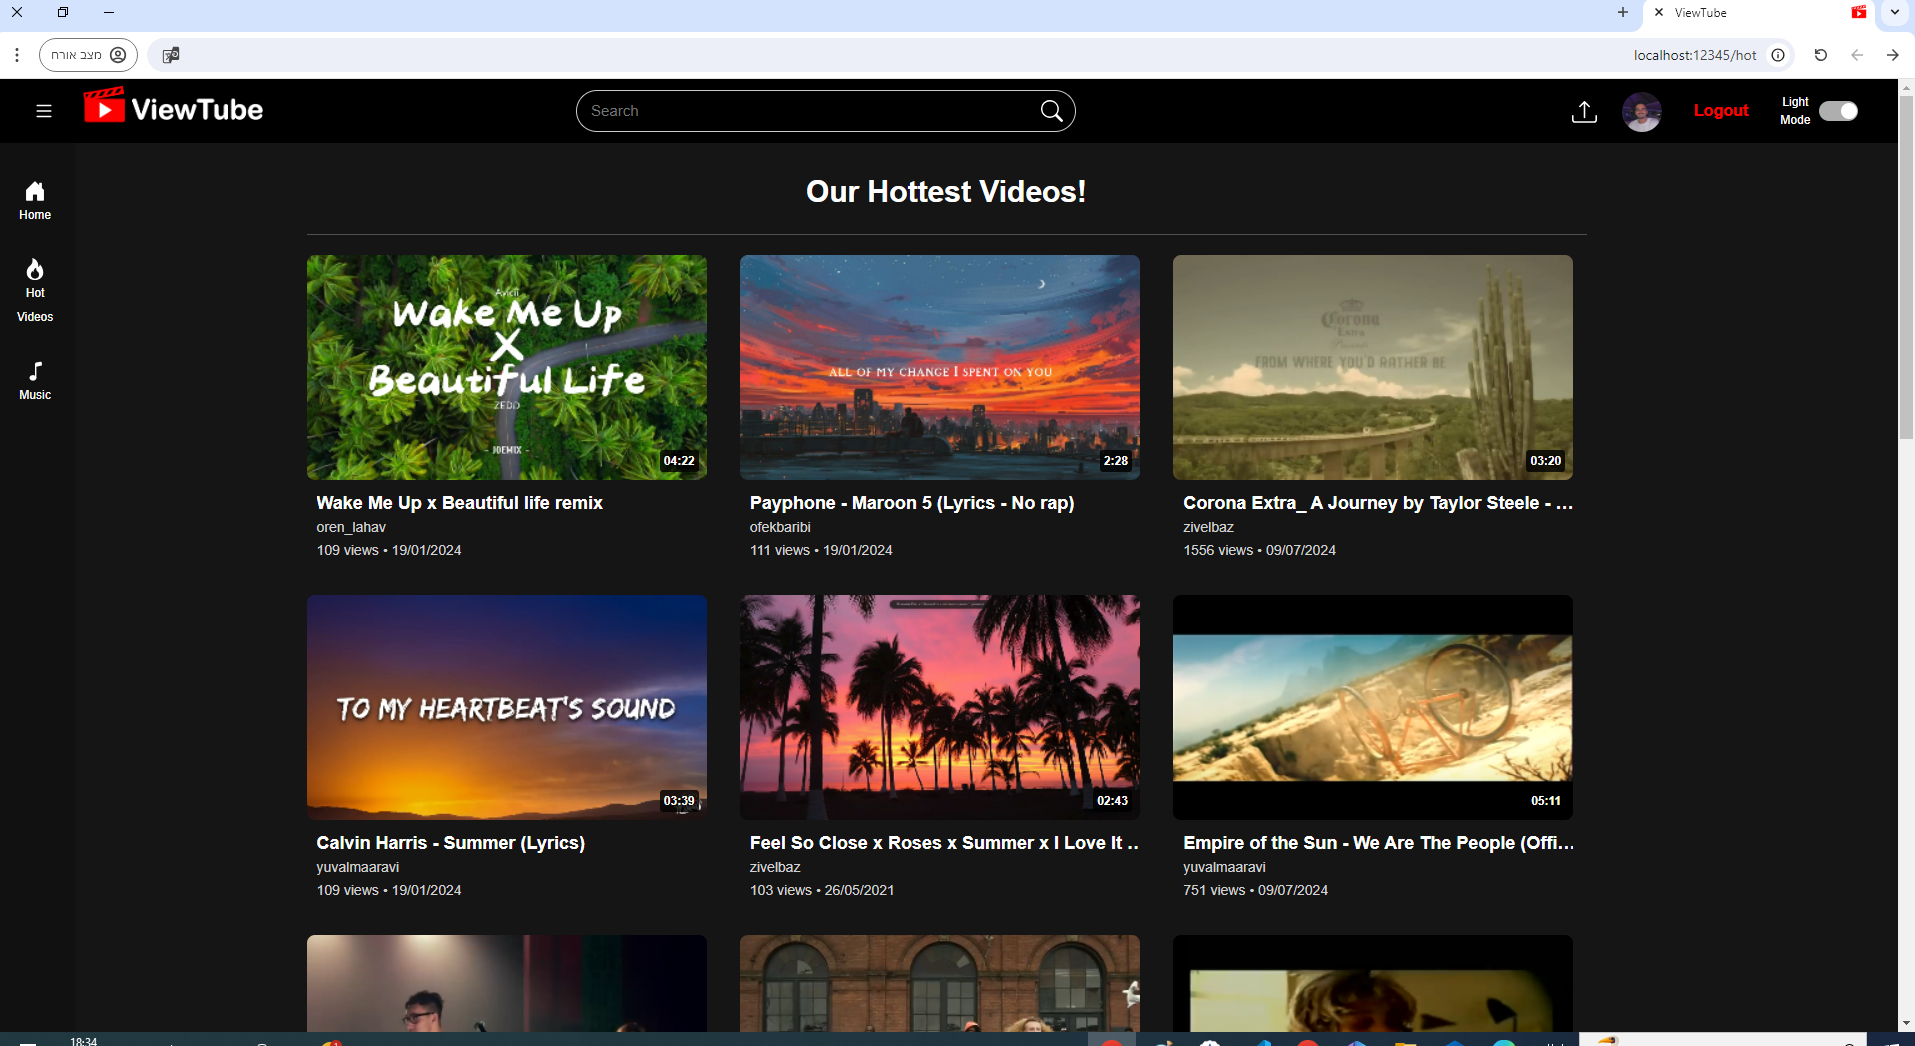 ViewTube
מצב אורח
localhost:12345/hot
ViewTube
Search
Logout
Light
Mode
Home
Hot
Videos
Music
Our Hottest Videos!
Avicii
Wake Me Up
X
Beautiful Life
ZEDD
- JOEMIX -
04:22
ALL OF MY CHANGE I SPENT ON YOU
2:28
Corona
Extra
Presents
FROM WHERE YOU'D RATHER BE
03:20
Wake Me Up x Beautiful life remix
oren_lahav
109 views • 19/01/2024
Payphone - Maroon 5 (Lyrics - No rap)
ofekbaribi
111 views • 19/01/2024
Corona Extra_ A Journey by Taylor Steele - ...
zivelbaz
1556 views • 09/07/2024
TO MY HEARTBEAT'S SOUND
03:39
02:43
05:11
Calvin Harris - Summer (Lyrics)
yuvalmaaravi
109 views • 19/01/2024
Feel So Close x Roses x Summer x I Love It ..
zivelbaz
103 views • 26/05/2021
Empire of the Sun - We Are The People (Offi...
yuvalmaaravi
751 views • 09/07/2024
18:34